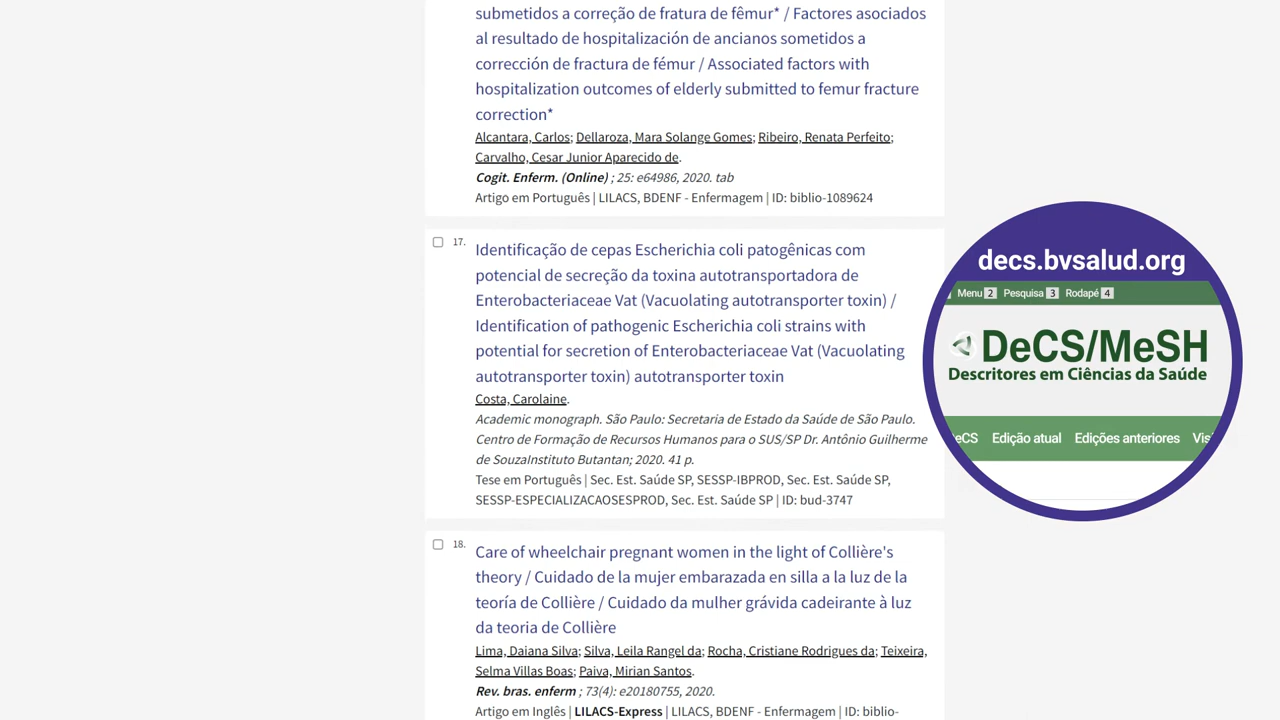 submetidos a correção de fratura de fêmur* / Factores asociados
al resultado de hospitalización de ancianos sometidos a
corrección de fractura de fémur / Associated factors with
hospitalization outcomes of elderly submitted to femur fracture
correction*
Alcantara, Carlos; Dellaroza, Mara Solange Gomes; Ribeiro, Renata Perfeito;
Carvalho, Cesar Junior Aparecido de.
Cogit. Enferm. (Online) ; 25: e64986, 2020. tab
Artigo em Português | LILACS, BDENF - Enfermagem | ID: biblio-1089624
17.
Identificação de cepas Escherichia coli patogênicas com
potencial de secreção da toxina autotransportadora de
Enterobacteriaceae Vat (Vacuolating autotransporter toxin) /
Identification of pathogenic Escherichia coli strains with
potential for secretion of Enterobacteriaceae Vat (Vacuolating
autotransporter toxin) autotransporter toxin
Costa, Carolaine.
Academic monograph. São Paulo: Secretaria de Estado da Saúde de São Paulo.
Centro de Formação de Recursos Humanos para o SUS/SP Dr. Antônio Guilherme
de SouzaInstituto Butantan; 2020. 41 p.
Tese em Português | Sec. Est. Saúde SP, SESSP-IBPROD, Sec. Est. Saúde SP,
SESSP-ESPECIALIZACAOSESPROD, Sec. Est. Saúde SP | ID: bud-3747
18.
Care of wheelchair pregnant women in the light of Collière's
theory / Cuidado de la mujer embarazada en silla a la luz de la
teoría de Collière / Cuidado da mulher grávida cadeirante à luz
da teoria de Collière
Lima, Daiana Silva; Silva, Leila Rangel da; Rocha, Cristiane Rodrigues da; Teixeira,
Selma Villas Boas; Paiva, Mirian Santos.
Rev. bras. enferm ; 73(4): e20180755, 2020.
Artigo em Inglês | LILACS-Express | LILACS, BDENF - Enfermagem | ID: biblio-
decs.bvsalud.org
Menu 2 Pesquisa 3 Rodapé 4
DeCS/MeSH
Descritores em Ciências da Saúde
eCS Edição atual Edições anteriores Vis